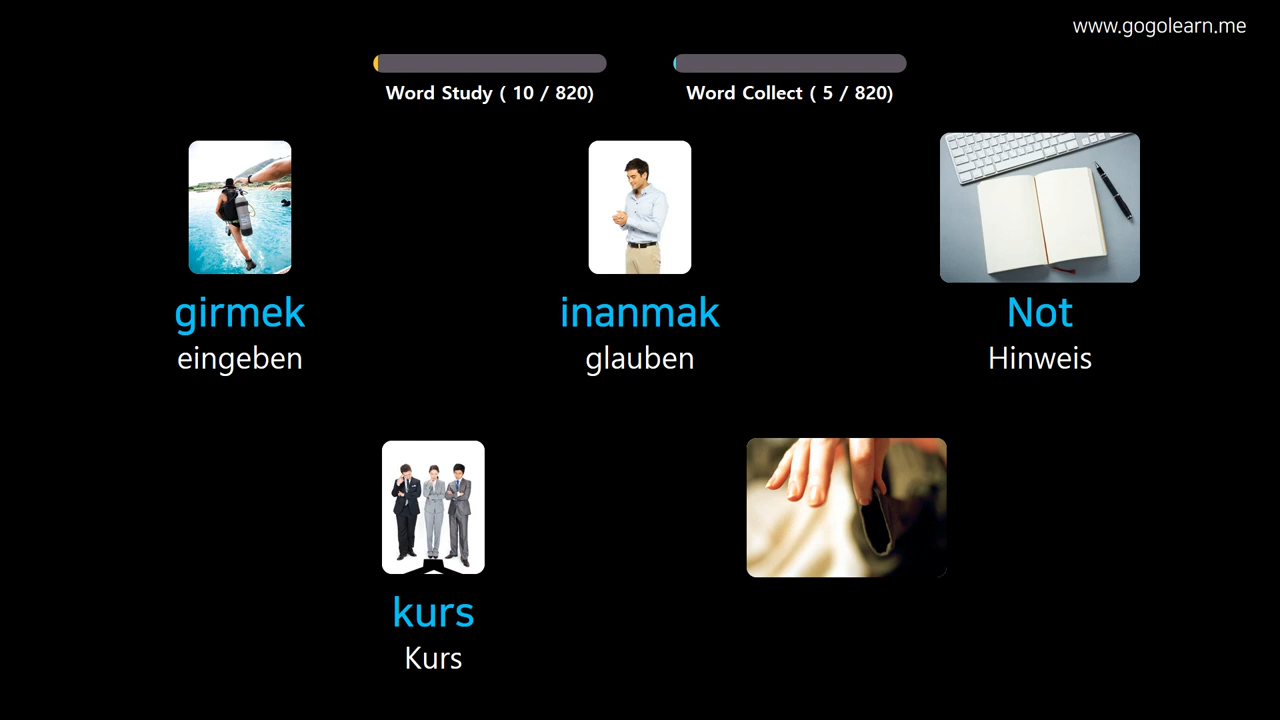 www.gogolearn.me
Word Study ( 10 / 820)
Word Collect ( 5 / 820)
girmek
eingeben
inanmak
glauben
Not
Hinweis
kurs
Kurs